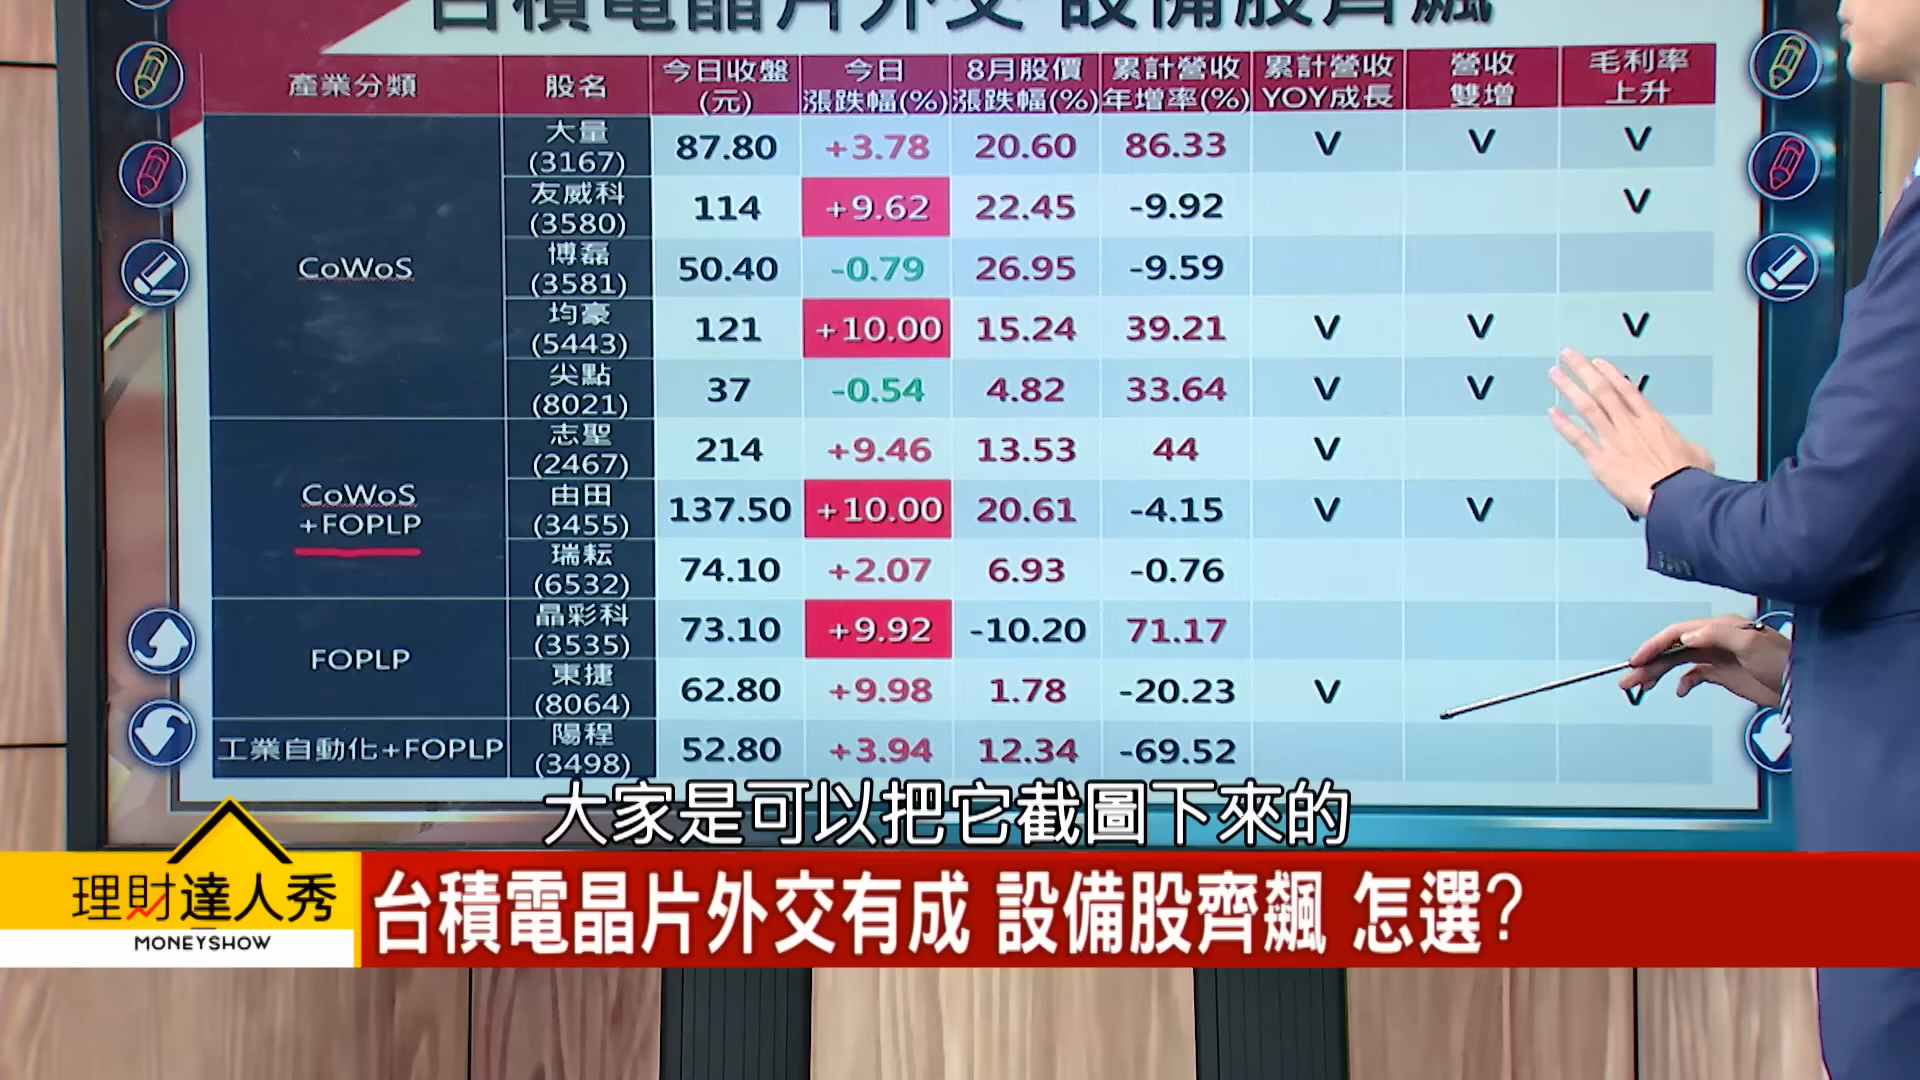 台積電晶片外交 設備股齊飆
產業分類 股名 今日收盤(元) 今日漲跌幅(%) 8月股價漲跌幅(%) 累計營收年增率(%) 累計營收YOY成長 營收雙增 毛利率上升
CoWoS
大量(3167) 87.80 +3.78 20.60 86.33 V V V
友威科(3580) 114 +9.62 22.45 -9.92 V
博磊(3581) 50.40 -0.79 26.95 -9.59
均豪(5443) 121 +10.00 15.24 39.21 V V V
尖點(8021) 37 -0.54 4.82 33.64 V V V
CoWoS
+FOPLP
志聖(2467) 214 +9.46 13.53 44 V
由田(3455) 137.50 +10.00 20.61 -4.15 V V
瑞耘(6532) 74.10 +2.07 6.93 -0.76
FOPLP
晶彩科(3535) 73.10 +9.92 -10.20 71.17
東捷(8064) 62.80 +9.98 1.78 -20.23 V V
工業自動化+FOPLP
陽程(3498) 52.80 +3.94 12.34 -69.52
大家是可以把它截圖下來的
理財達人秀
MONEYSHOW
台積電晶片外交有成 設備股齊飆 怎選?